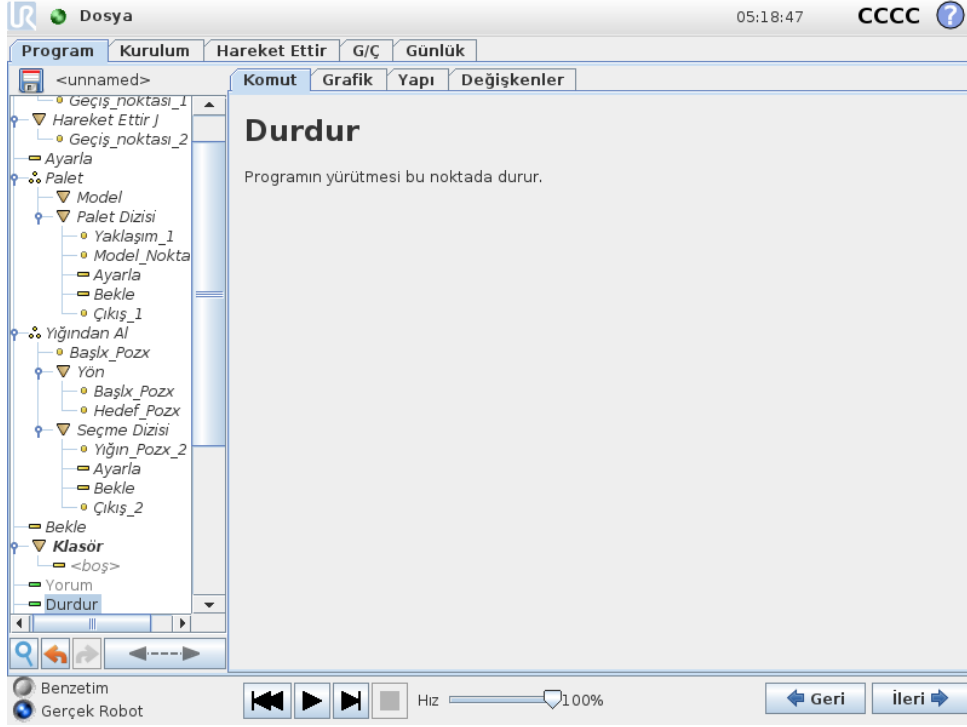 UR Dosya 05:18:47 CCCC ?
Program Kurulum Hareket Ettir G/Ç Günlük
<unnamed> Komut Grafik Yapı Değişkenler
Geçiş_noktası_1
Hareket Ettir J
Geçiş_noktası_2
Ayarla
Palet
Model
Palet Dizisi
Yaklaşım_1
Model_Nokta
Ayarla
Bekle
Çıkış_1
Yığından Al
Başlx_Pozx
Yön
Başlx_Pozx
Hedef_Pozx
Seçme Dizisi
Yığın_Pozx_2
Ayarla
Bekle
Çıkış_2
Bekle
Klasör
<boş>
Yorum
Durdur
Durdur
Programın yürütmesi bu noktada durur.
Benzetim
Gerçek Robot
Hız 100%
Geri İleri